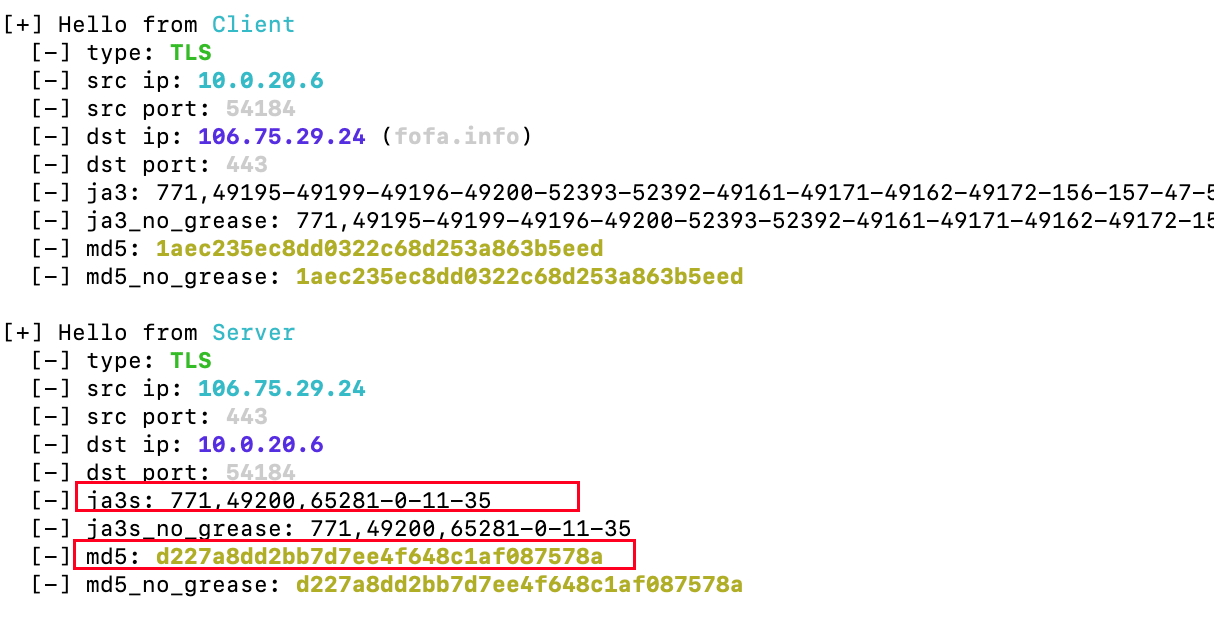 [+] Hello from Client
[-] type: TLS
[-] src ip: 10.0.20.6
[-] src port: 54184
[-] dst ip: 106.75.29.24 (fofa.info)
[-] dst port: 443
[-] ja3: 771,49195-49199-49196-49200-52393-52392-49161-49171-49162-49172-156-157-47-5
[-] ja3_no_grease: 771,49195-49199-49196-49200-52393-52392-49161-49171-49162-49172-15
[-] md5: 1aec235ec8dd0322c68d253a863b5eed
[-] md5_no_grease: 1aec235ec8dd0322c68d253a863b5eed
[+] Hello from Server
[-] type: TLS
[-] src ip: 106.75.29.24
[-] src port: 443
[-] dst ip: 10.0.20.6
[-] dst port: 54184
[-] ja3s: 771,49200,65281-0-11-35
[-] ja3s_no_grease: 771,49200,65281-0-11-35
[-] md5: d227a8dd2bb7d7ee4f648c1af087578a
[-] md5_no_grease: d227a8dd2bb7d7ee4f648c1af087578a